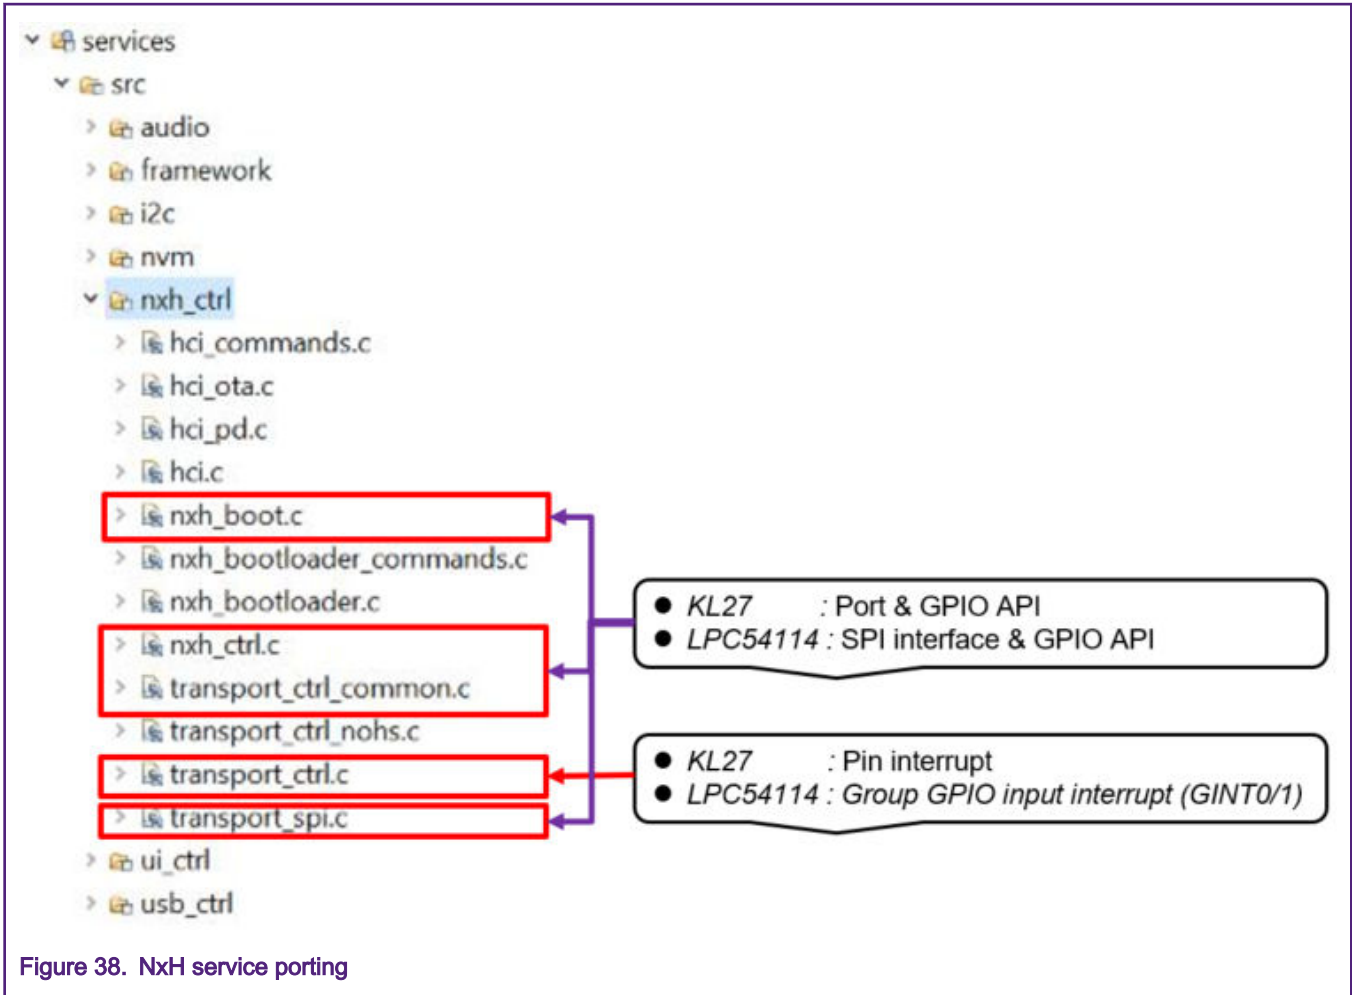 services
src
audio
framework
i2c
nvm
nxh_ctrl
hci_commands.c
hci_ota.c
hci_pd.c
hci.c
nxh_boot.c
nxh_bootloader_commands.c
nxh_bootloader.c
nxh_ctrl.c
transport_ctrl_common.c
transport_ctrl_nohs.c
transport_ctrl.c
transport_spi.c
ui_ctrl
usb_ctrl
● KL27 : Port & GPIO API
● LPC54114 : SPI interface & GPIO API
● KL27 : Pin interrupt
● LPC54114 : Group GPIO input interrupt (GINT0/1)
Figure 38. NxH service porting